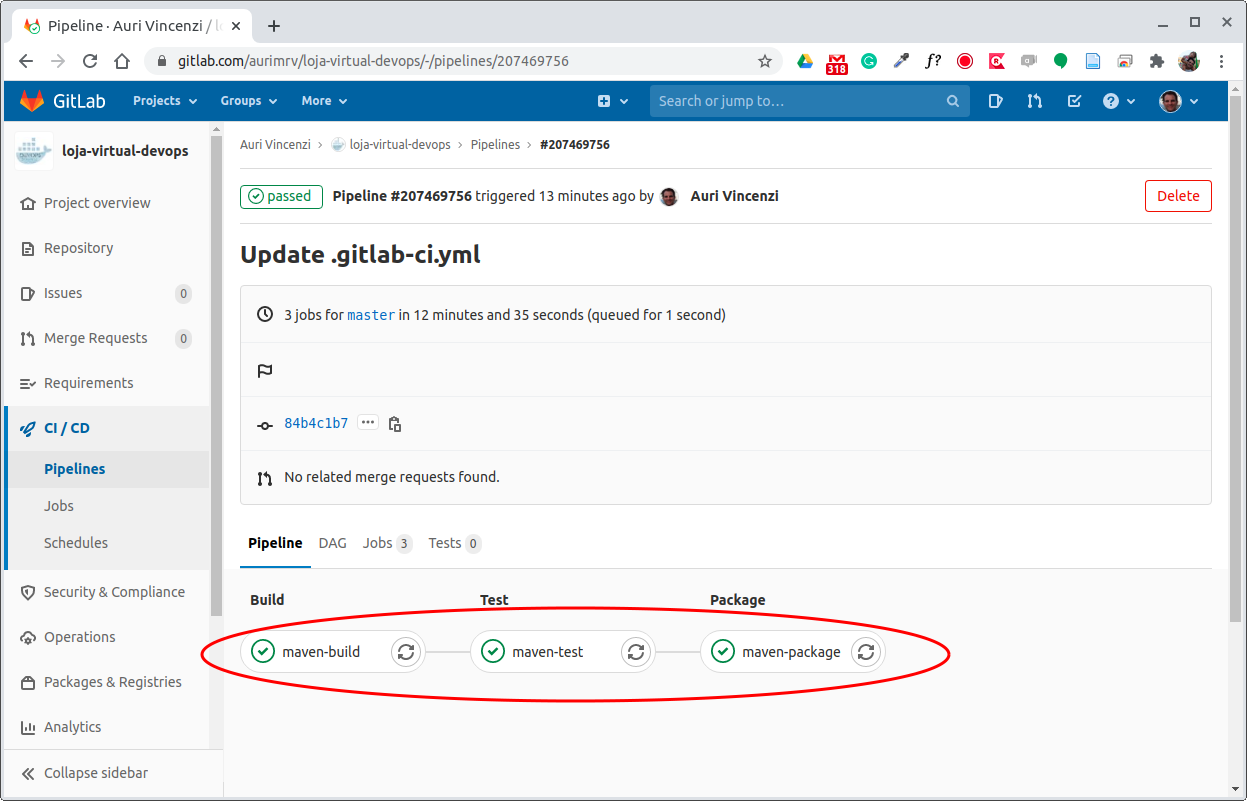 Pipeline · Auri Vincenzi / l
gitlab.com/aurimrv/loja-virtual-devops/-/pipelines/207469756
318
f?
GitLab Projects Groups More Search or jump to…
loja-virtual-devops
Project overview
Repository
Issues 0
Merge Requests 0
Requirements
CI / CD
Pipelines
Jobs
Schedules
Security & Compliance
Operations
Packages & Registries
Analytics
Collapse sidebar
Auri Vincenzi › loja-virtual-devops › Pipelines › #207469756
passed Pipeline #207469756 triggered 13 minutes ago by Auri Vincenzi Delete
Update .gitlab-ci.yml
3 jobs for master in 12 minutes and 35 seconds (queued for 1 second)
84b4c1b7 ···
No related merge requests found.
Pipeline DAG Jobs 3 Tests 0
Build Test Package
maven-build maven-test maven-package